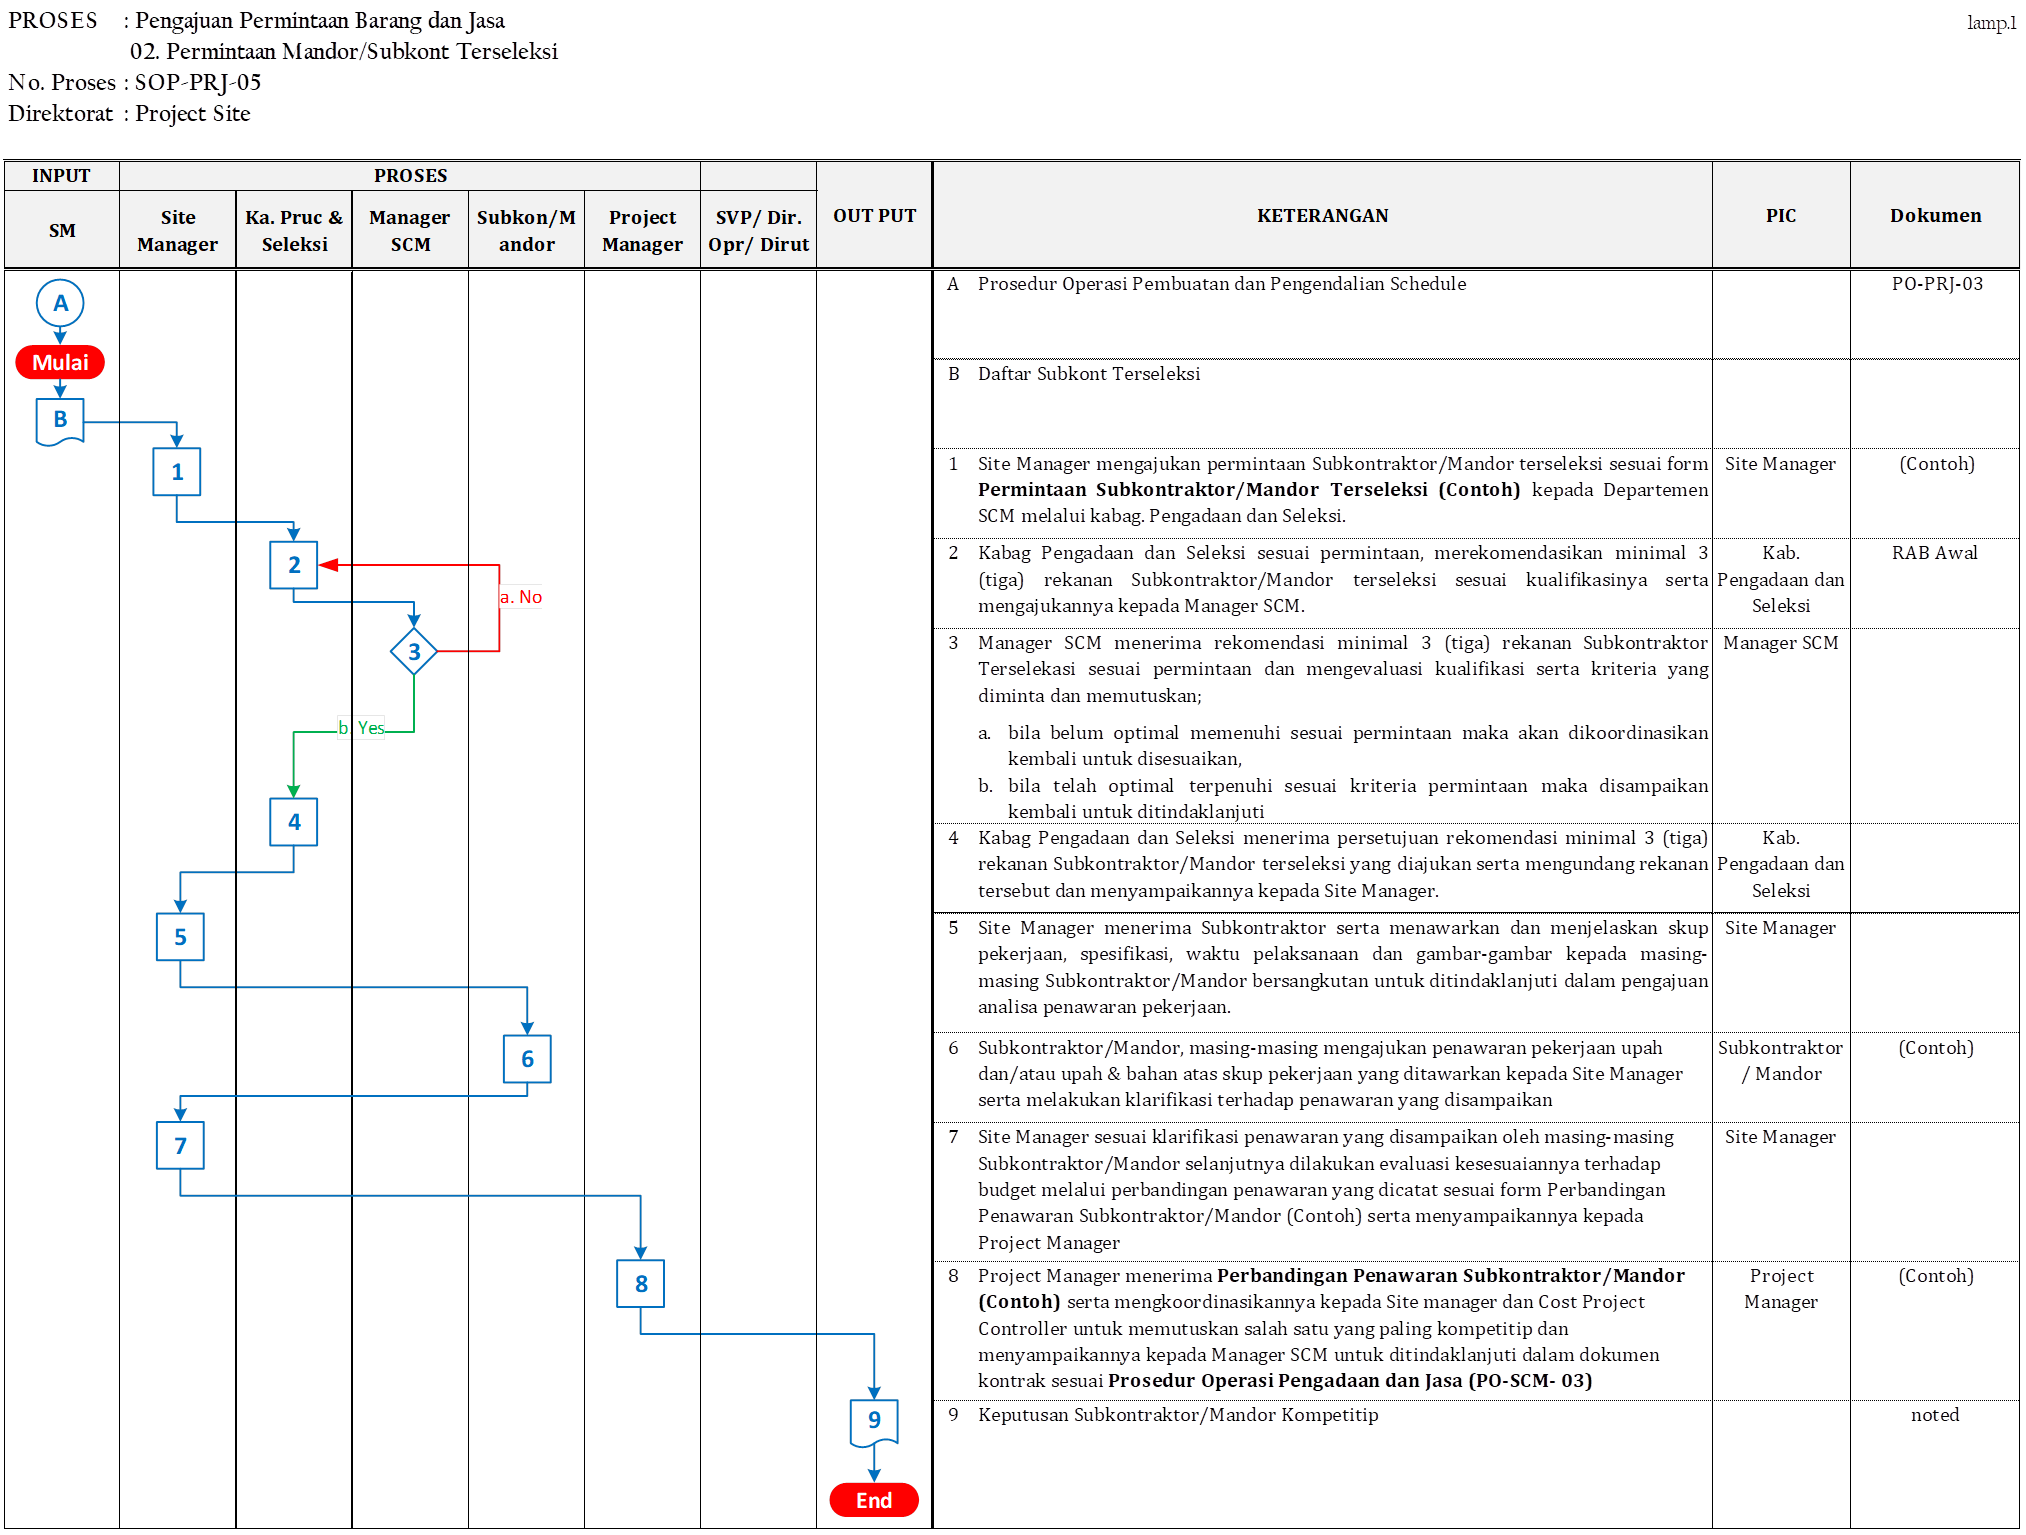 PROSES : Pengajuan Permintaan Barang dan Jasa
lamp.1
02. Permintaan Mandor/Subkont Terseleksi
No. Proses : SOP-PRJ-05
Direktorat : Project Site
INPUT
PROSES
SM
Site
Manager
Ka. Pruc &
Seleksi
Manager
SCM
Subkon/M
andor
Project
Manager
SVP/ Dir.
Opr/ Dirut
OUT PUT
KETERANGAN
PIC
Dokumen
A
Mulai
B
1
2
a. No
3
b. Yes
4
5
6
7
8
9
End
A Prosedur Operasi Pembuatan dan Pengendalian Schedule
PO-PRJ-03
B Daftar Subkont Terseleksi
1 Site Manager mengajukan permintaan Subkontraktor/Mandor terseleksi sesuai form
Permintaan Subkontraktor/Mandor Terseleksi (Contoh) kepada Departemen
SCM melalui kabag. Pengadaan dan Seleksi.
Site Manager
(Contoh)
2 Kabag Pengadaan dan Seleksi sesuai permintaan, merekomendasikan minimal 3
(tiga) rekanan Subkontraktor/Mandor terseleksi sesuai kualifikasinya serta
mengajukannya kepada Manager SCM.
Kab.
Pengadaan dan
Seleksi
RAB Awal
3 Manager SCM menerima rekomendasi minimal 3 (tiga) rekanan Subkontraktor
Terselekasi sesuai permintaan dan mengevaluasi kualifikasi serta kriteria yang
diminta dan memutuskan;
a. bila belum optimal memenuhi sesuai permintaan maka akan dikoordinasikan
kembali untuk disesuaikan,
b. bila telah optimal terpenuhi sesuai kriteria permintaan maka disampaikan
kembali untuk ditindaklanjuti
Manager SCM
4 Kabag Pengadaan dan Seleksi menerima persetujuan rekomendasi minimal 3 (tiga)
rekanan Subkontraktor/Mandor terseleksi yang diajukan serta mengundang rekanan
tersebut dan menyampaikannya kepada Site Manager.
Kab.
Pengadaan dan
Seleksi
5 Site Manager menerima Subkontraktor serta menawarkan dan menjelaskan skup
pekerjaan, spesifikasi, waktu pelaksanaan dan gambar-gambar kepada masing-
masing Subkontraktor/Mandor bersangkutan untuk ditindaklanjuti dalam pengajuan
analisa penawaran pekerjaan.
Site Manager
6 Subkontraktor/Mandor, masing-masing mengajukan penawaran pekerjaan upah
dan/atau upah & bahan atas skup pekerjaan yang ditawarkan kepada Site Manager
serta melakukan klarifikasi terhadap penawaran yang disampaikan
Subkontraktor
/ Mandor
(Contoh)
7 Site Manager sesuai klarifikasi penawaran yang disampaikan oleh masing-masing
Subkontraktor/Mandor selanjutnya dilakukan evaluasi kesesuaiannya terhadap
budget melalui perbandingan penawaran yang dicatat sesuai form Perbandingan
Penawaran Subkontraktor/Mandor (Contoh) serta menyampaikannya kepada
Project Manager
Site Manager
8 Project Manager menerima Perbandingan Penawaran Subkontraktor/Mandor
(Contoh) serta mengkoordinasikannya kepada Site manager dan Cost Project
Controller untuk memutuskan salah satu yang paling kompetitip dan
menyampaikannya kepada Manager SCM untuk ditindaklanjuti dalam dokumen
kontrak sesuai Prosedur Operasi Pengadaan dan Jasa (PO-SCM- 03)
Project
Manager
(Contoh)
9 Keputusan Subkontraktor/Mandor Kompetitip
noted